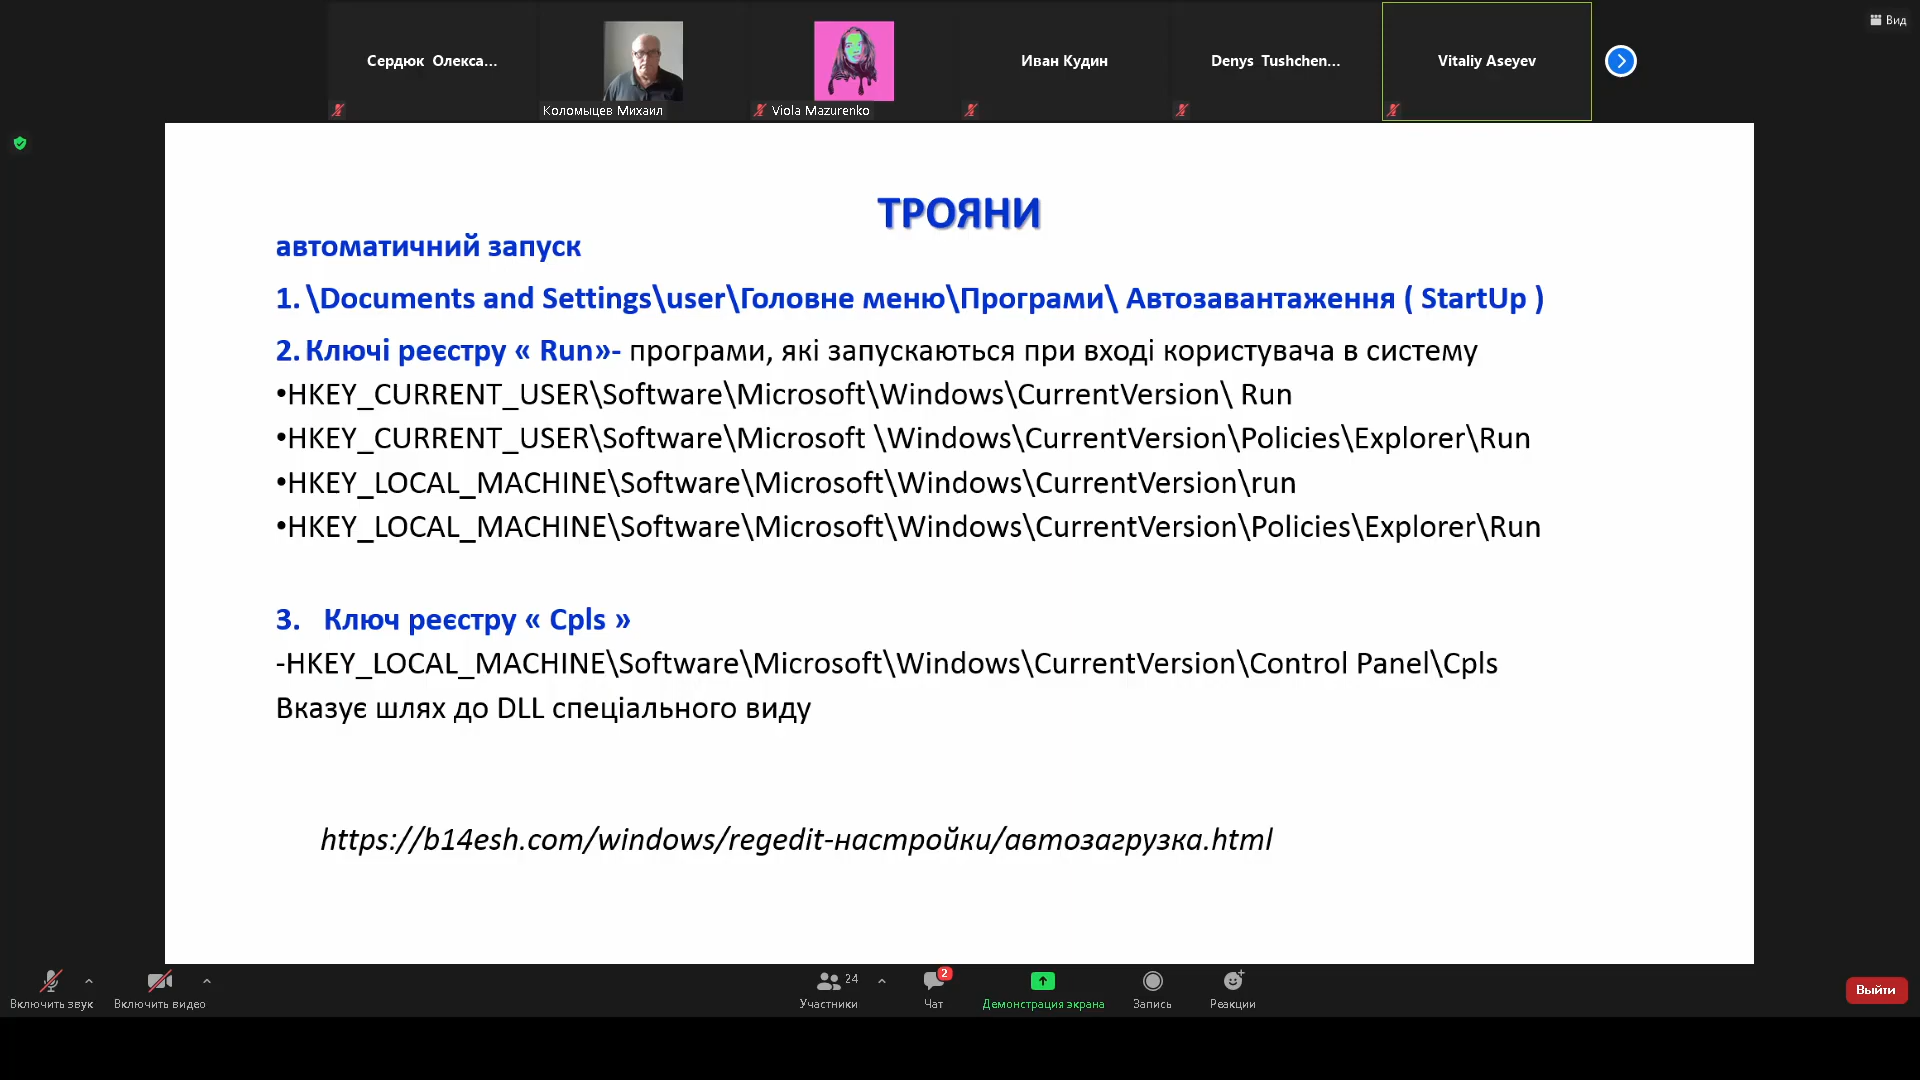 Вид
Сердюк Олекса...
Коломыцев Михаил
Viola Mazurenko
Иван Кудин
Denys Tushchen...
Vitaliy Aseyev
ТРОЯНИ
автоматичний запуск
1. \Documents and Settings\user\Головне меню\Програми\ Автозавантаження ( StartUp )
2. Ключі реєстру « Run»- програми, які запускаються при вході користувача в систему
•HKEY_CURRENT_USER\Software\Microsoft\Windows\CurrentVersion\ Run
•HKEY_CURRENT_USER\Software\Microsoft \Windows\CurrentVersion\Policies\Explorer\Run
•HKEY_LOCAL_MACHINE\Software\Microsoft\Windows\CurrentVersion\run
•HKEY_LOCAL_MACHINE\Software\Microsoft\Windows\CurrentVersion\Policies\Explorer\Run
3. Ключ реєстру « Cpls »
-HKEY_LOCAL_MACHINE\Software\Microsoft\Windows\CurrentVersion\Control Panel\Cpls
Вказує шлях до DLL спеціального виду
https://b14esh.com/windows/regedit-настройки/автозагрузка.html
Включить звук
Включить видео
24
Участники
2
Чат
Демонстрация экрана
Запись
Реакции
Выйти